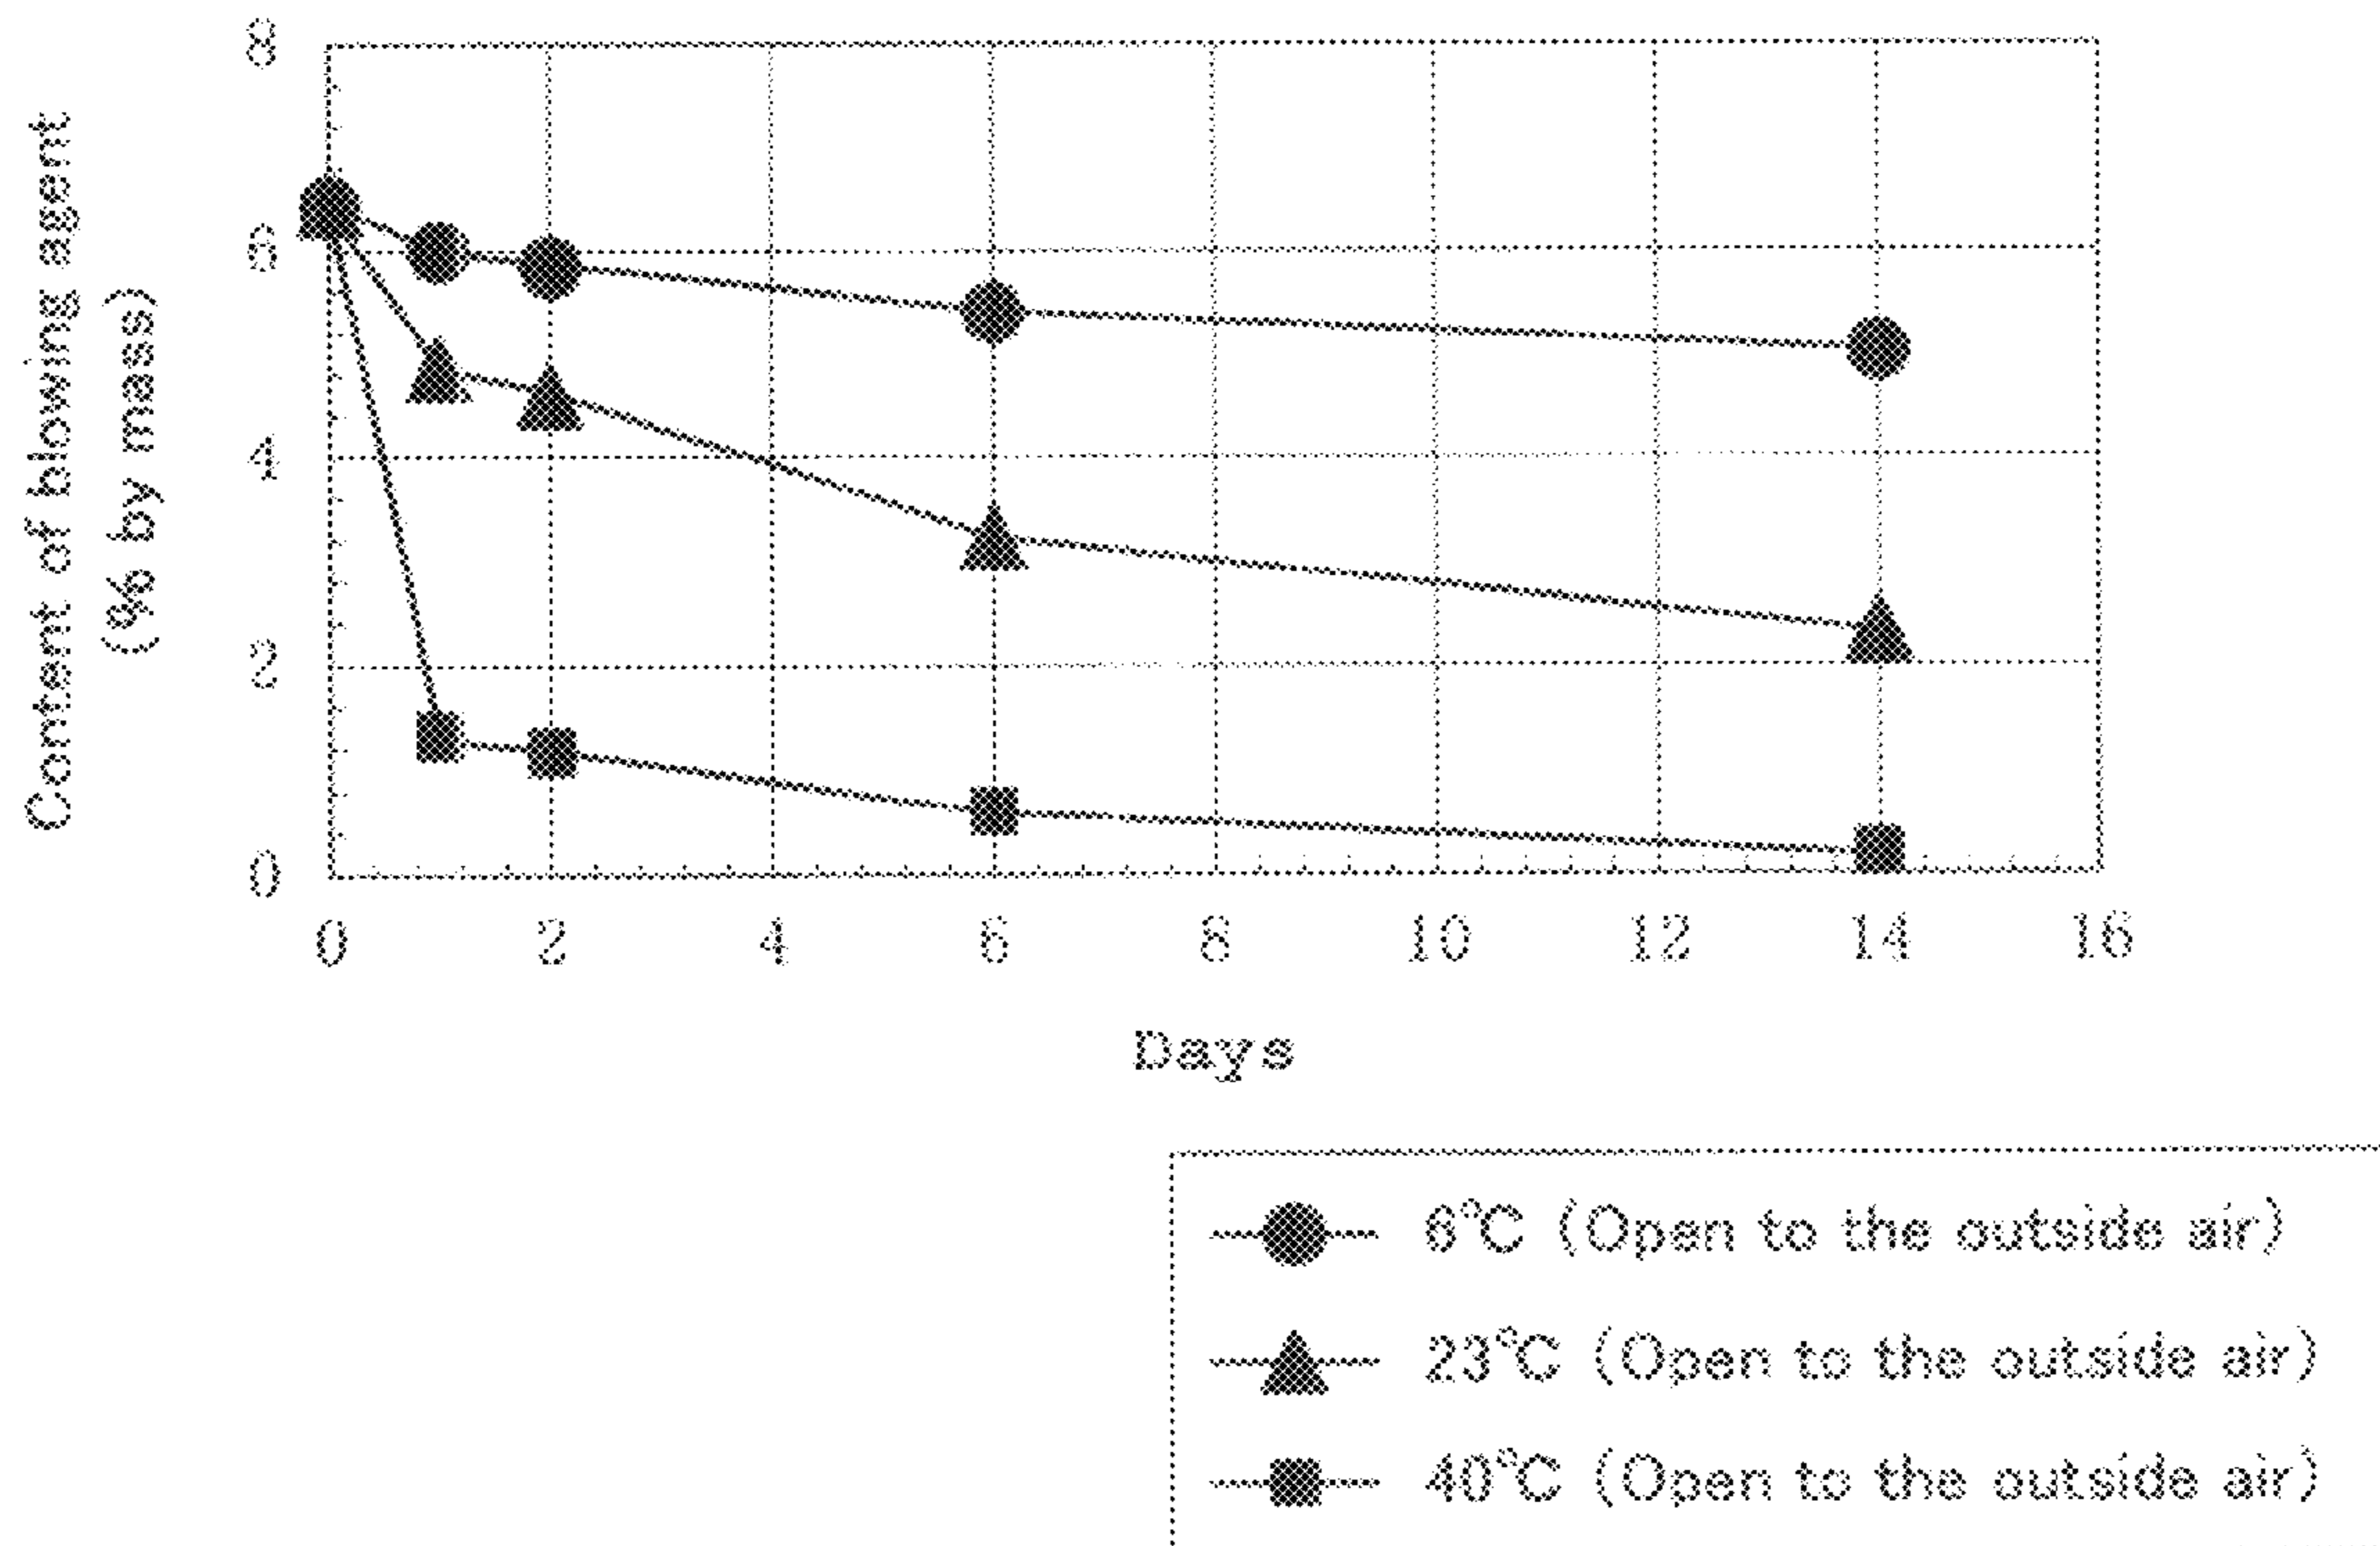 Content of blowing agent
(% by mass)
8
6
4
2
0
0 2 4 6 8 10 12 14 16
Days
6°C (Open to the outside air)
23°C (Open to the outside air)
40°C (Open to the outside air)